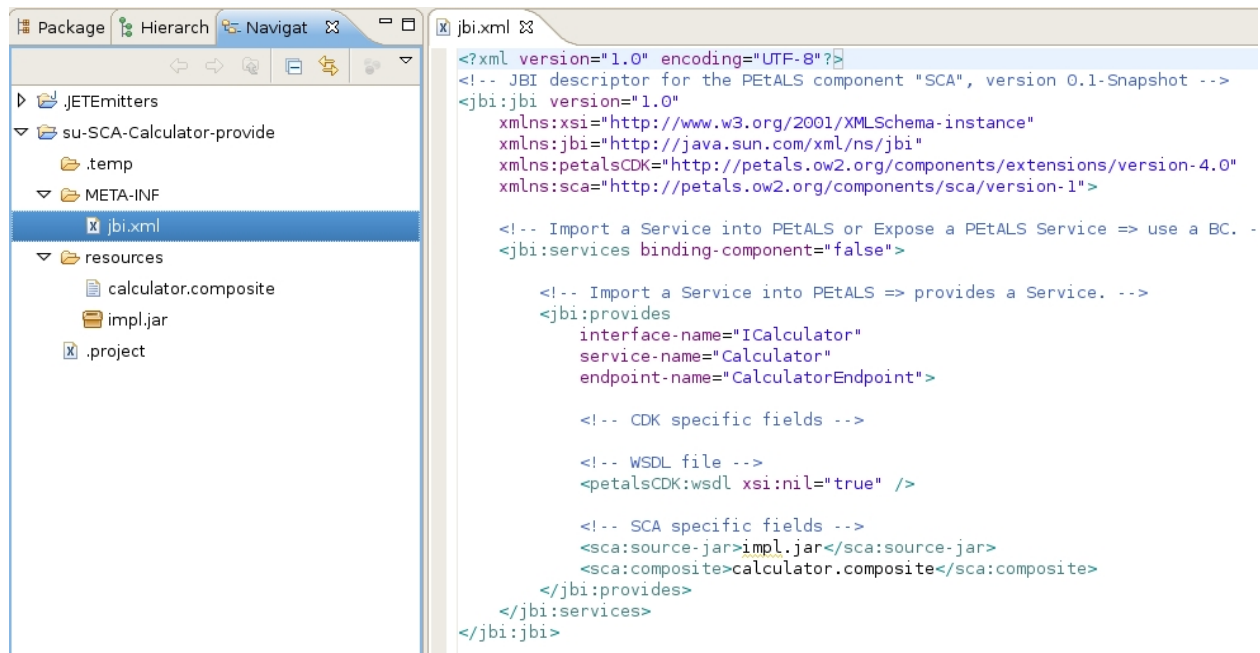 Package Hierarch Navigat
.JETEmitters
su-SCA-Calculator-provide
.temp
META-INF
jbi.xml
resources
calculator.composite
impl.jar
.project
jbi.xml
<?xml version="1.0" encoding="UTF-8"?>
<!-- JBI descriptor for the PEtALS component "SCA", version 0.1-Snapshot -->
<jbi:jbi version="1.0"
xmlns:xsi="http://www.w3.org/2001/XMLSchema-instance"
xmlns:jbi="http://java.sun.com/xml/ns/jbi"
xmlns:petalsCDK="http://petals.ow2.org/components/extensions/version-4.0"
xmlns:sca="http://petals.ow2.org/components/sca/version-1">
<!-- Import a Service into PEtALS or Expose a PEtALS Service => use a BC. -
<jbi:services binding-component="false">
<!-- Import a Service into PEtALS => provides a Service. -->
<jbi:provides
interface-name="ICalculator"
service-name="Calculator"
endpoint-name="CalculatorEndpoint">
<!-- CDK specific fields -->
<!-- WSDL file -->
<petalsCDK:wsdl xsi:nil="true" />
<!-- SCA specific fields -->
<sca:source-jar>impl.jar</sca:source-jar>
<sca:composite>calculator.composite</sca:composite>
</jbi:provides>
</jbi:services>
</jbi:jbi>